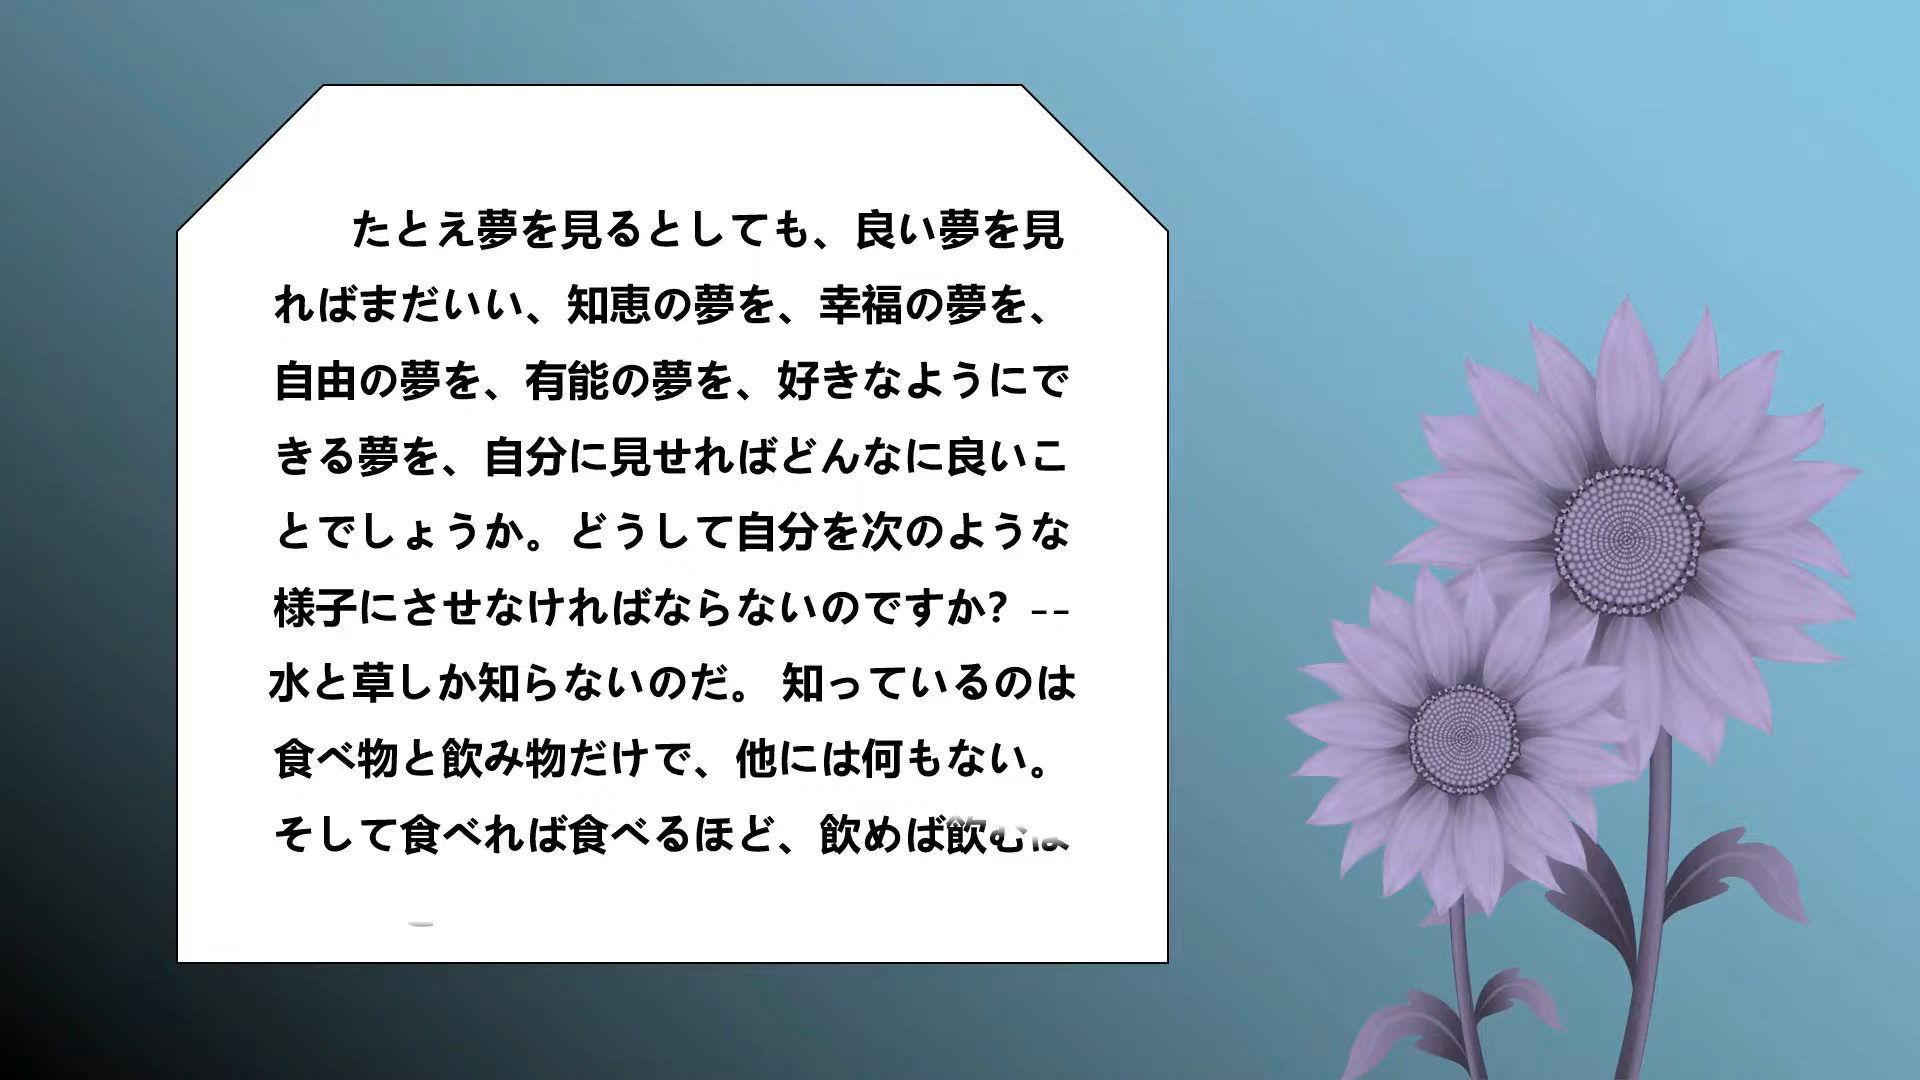 たとえ夢を見るとしても、良い夢を見
ればまだいい、知恵の夢を、幸福の夢を、
自由の夢を、有能の夢を、好きなようにで
きる夢を、自分に見せればどんなに良いこ
とでしょうか。どうして自分を次のような
様子にさせなければならないのですか？--
水と草しか知らないのだ。 知っているのは
食べ物と飲み物だけで、他には何もない。
そして食べれば食べるほど、飲めば飲む